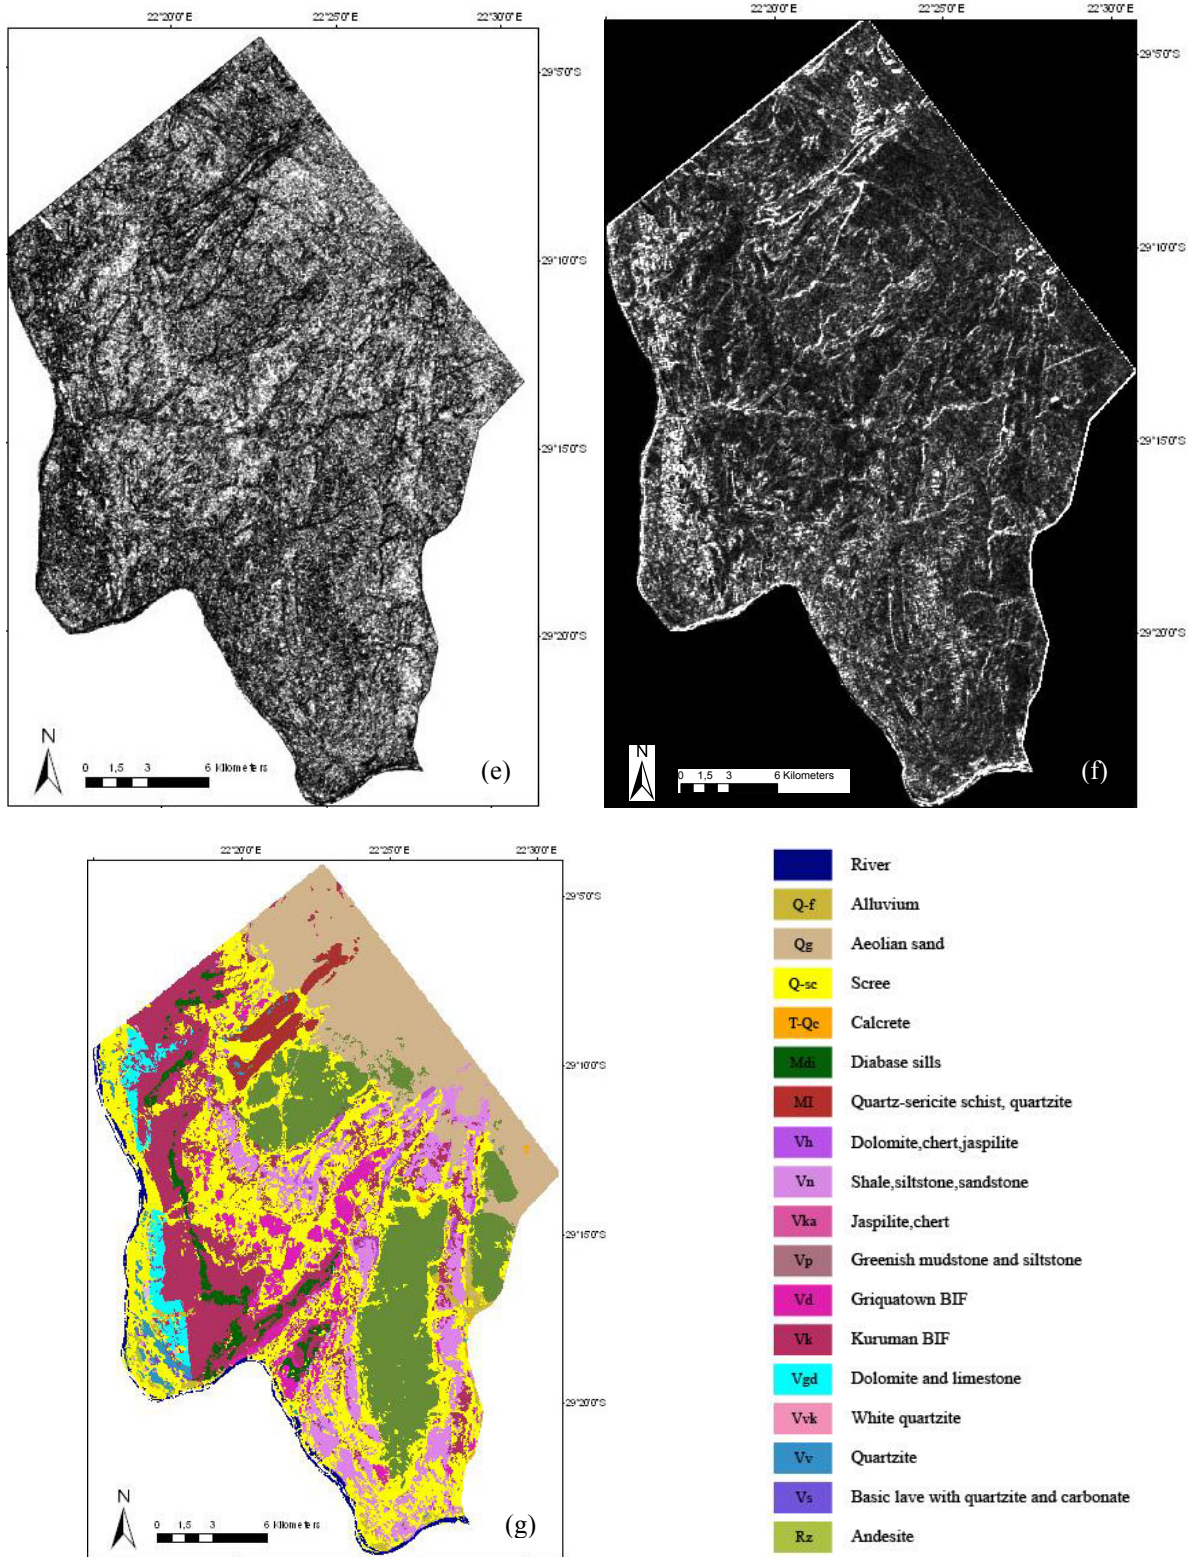 22°20'0"E 22°25'0"E 22°30'0"E
29°5'0"S
29°10'0"S
29°15'0"S
29°20'0"S
N
0 1,5 3 6 Kilometers
(e)
22°20'0"E 22°25'0"E 22°30'0"E
29°5'0"S
29°10'0"S
29°15'0"S
29°20'0"S
N
0 1,5 3 6 Kilometers
(f)
22°20'0"E 22°25'0"E 22°30'0"E
29°5'0"S
29°10'0"S
29°15'0"S
29°20'0"S
N
0 1,5 3 6 Kilometers
(g)
River
Q-f Alluvium
Qg Aeolian sand
Q-sc Scree
T-Qc Calcrete
Mdi Diabase sills
MI Quartz-sericite schist, quartzite
Vh Dolomite,chert,jaspilite
Vn Shale,siltstone,sandstone
Vka Jaspilite,chert
Vp Greenish mudstone and siltstone
Vd Griquatown BIF
Vk Kuruman BIF
Vgd Dolomite and limestone
Vvk White quartzite
Vv Quartzite
Vs Basic lave with quartzite and carbonate
Rz Andesite